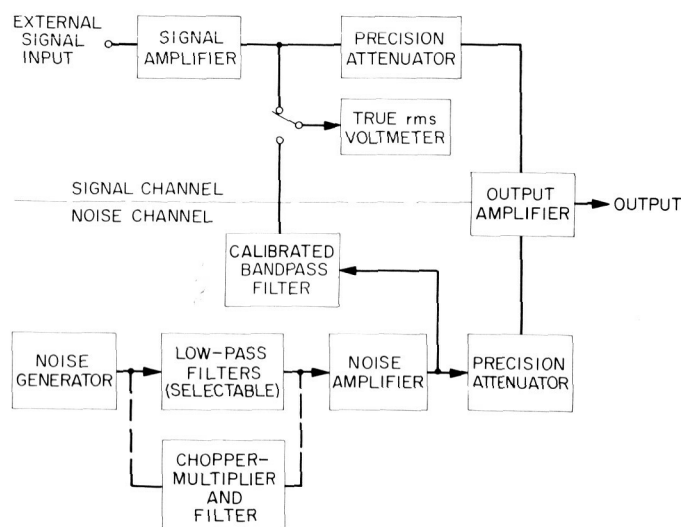 EXTERNAL
SIGNAL
INPUT
SIGNAL
AMPLIFIER
PRECISION
ATTENUATOR
TRUE rms
VOLTMETER
SIGNAL CHANNEL
NOISE CHANNEL
OUTPUT
AMPLIFIER
OUTPUT
CALIBRATED
BANDPASS
FILTER
NOISE
GENERATOR
LOW-PASS
FILTERS
(SELECTABLE)
NOISE
AMPLIFIER
PRECISION
ATTENUATOR
CHOPPER-
MULTIPLIER
AND
FILTER